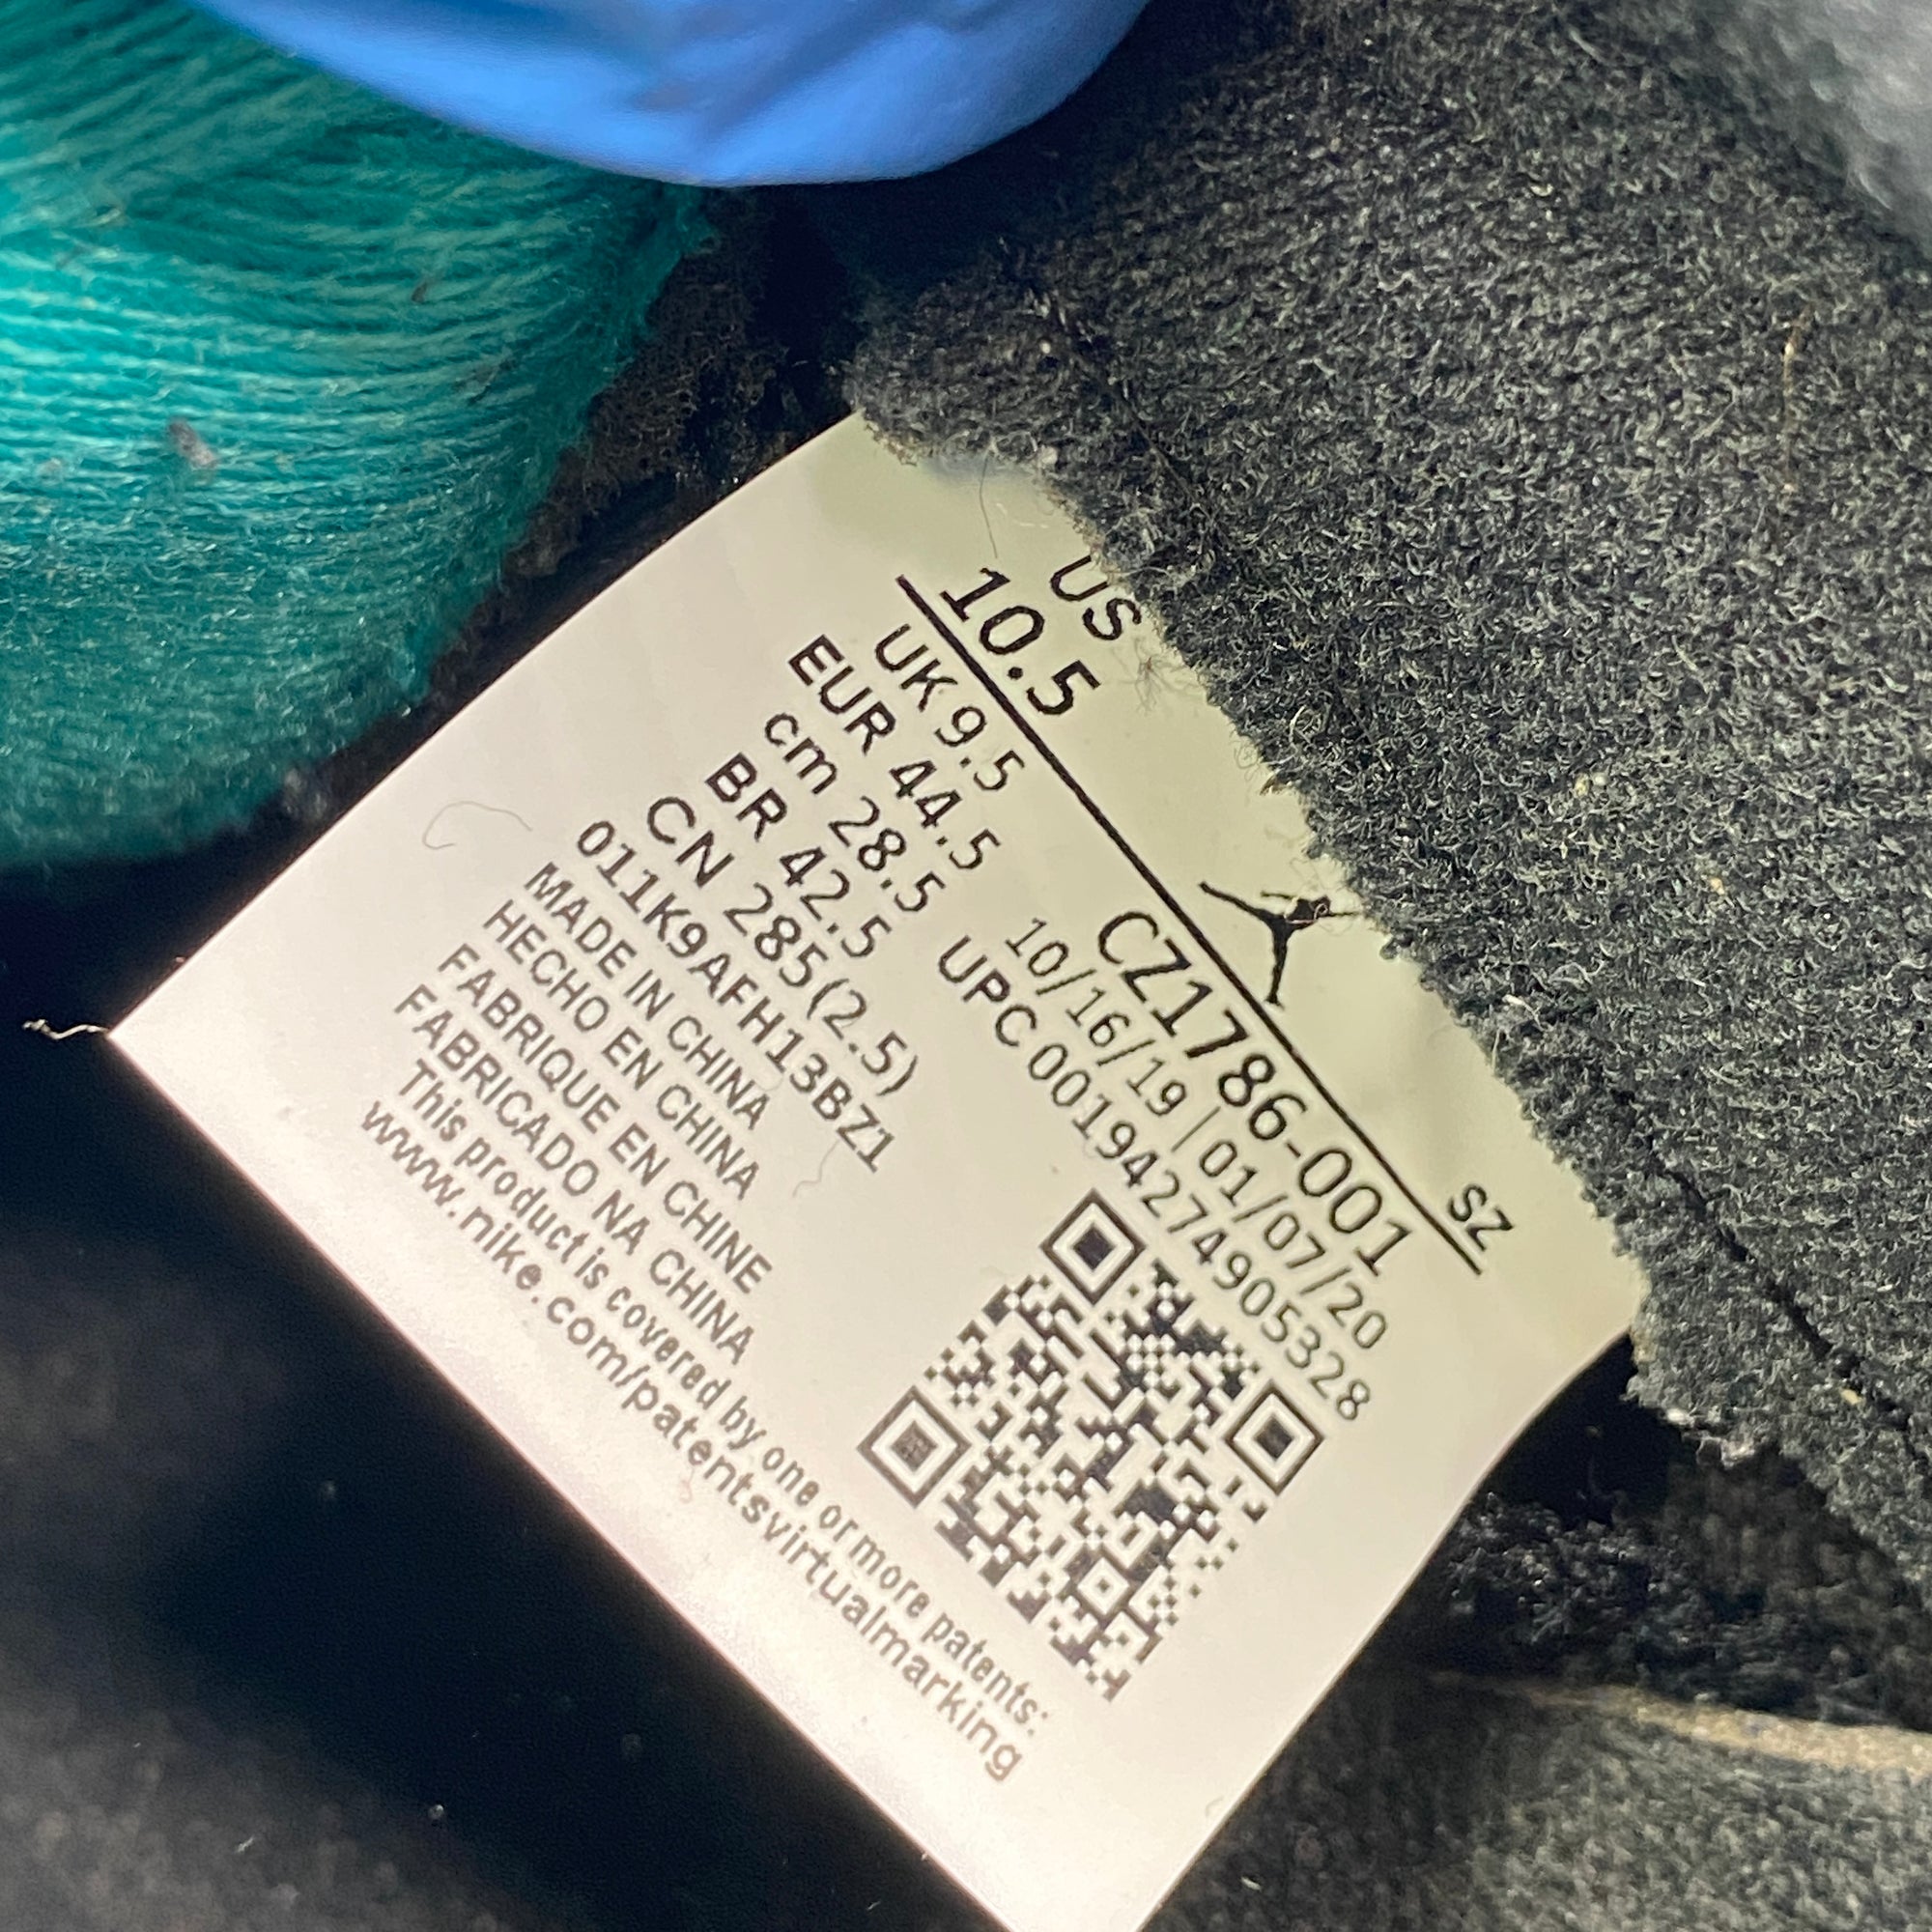 US
10.5
SZ
UK 9.5
CZ1786-001
EUR 44.5
10/16/19 | 01/07/20
cm 28.5
UPC 00194274905328
BR 42.5
CN 285(2.5)
011K9AFH13BZ1
MADE IN CHINA
HECHO EN CHINA
FABRIQUE EN CHINE
FABRICADO NA CHINA
This product is covered by one or more patents:
www.nike.com/patentsvirtualmarking